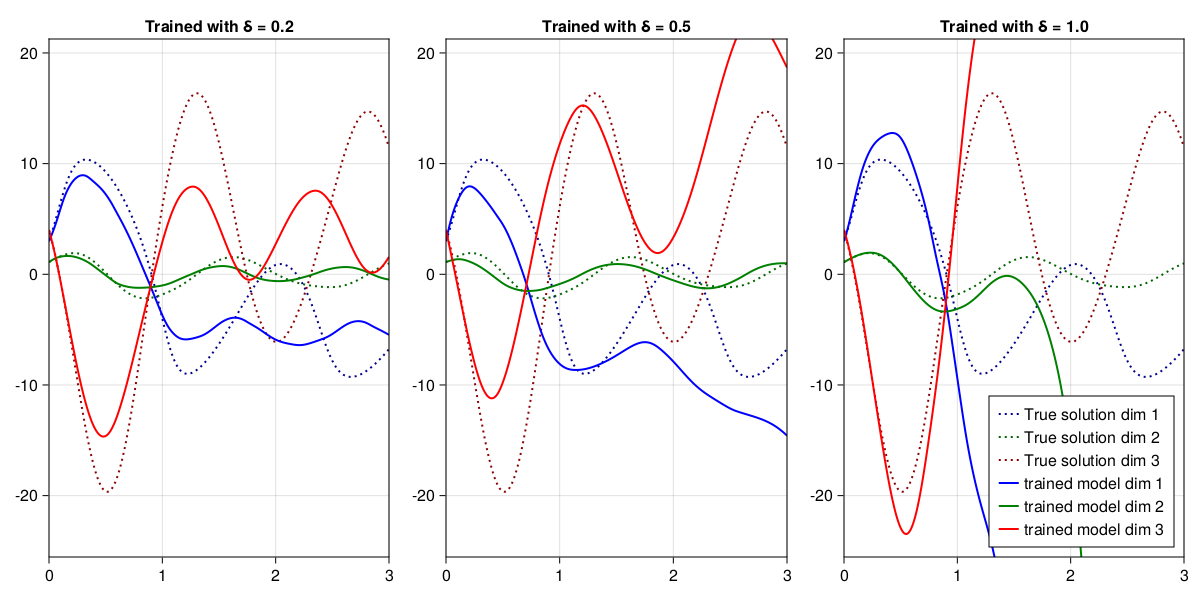 Trained with δ = 0.2
20
10
0
-10
-20
0 1 2 3
Trained with δ = 0.5
20
10
0
-10
-20
0 1 2 3
Trained with δ = 1.0
20
10
0
-10
-20
0 1 2 3
True solution dim 1
True solution dim 2
True solution dim 3
trained model dim 1
trained model dim 2
trained model dim 3